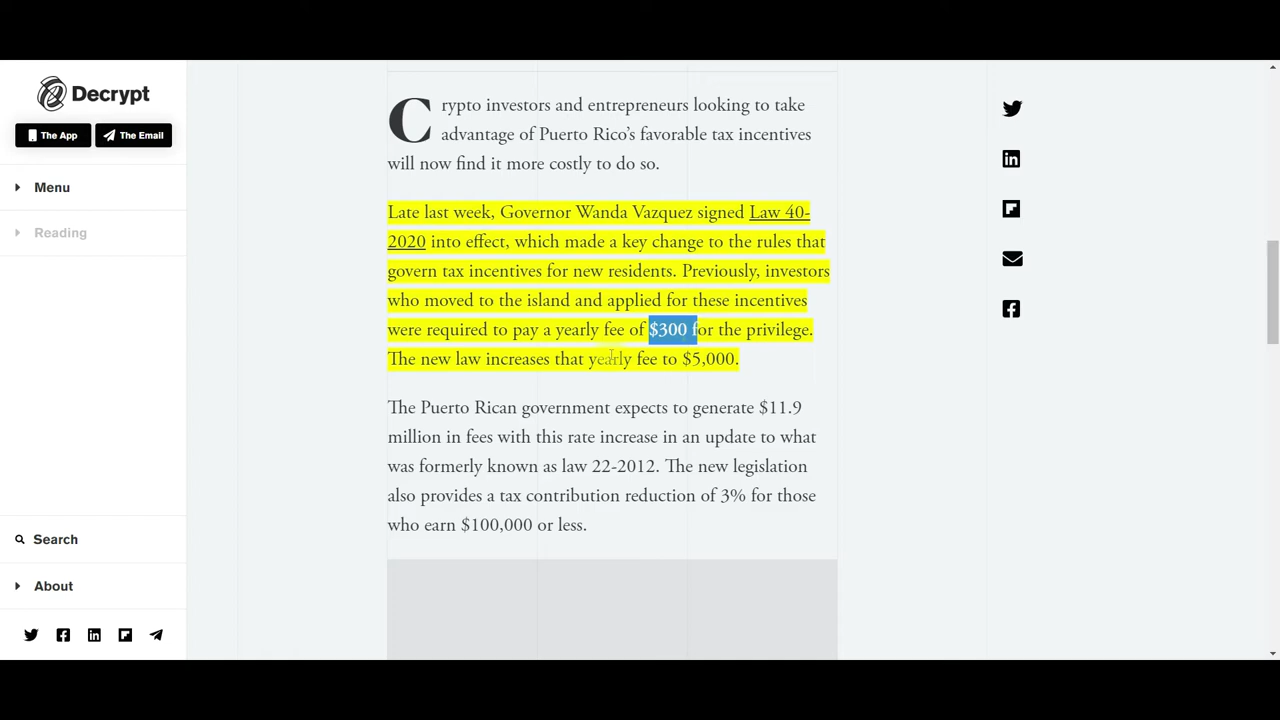 Decrypt
The App
The Email
Menu
Reading
Search
About
Crypto investors and entrepreneurs looking to take
advantage of Puerto Rico’s favorable tax incentives
will now find it more costly to do so.
Late last week, Governor Wanda Vazquez signed Law 40-
2020 into effect, which made a key change to the rules that
govern tax incentives for new residents. Previously, investors
who moved to the island and applied for these incentives
were required to pay a yearly fee of $300 for the privilege.
The new law increases that yearly fee to $5,000.
The Puerto Rican government expects to generate $11.9
million in fees with this rate increase in an update to what
was formerly known as law 22-2012. The new legislation
also provides a tax contribution reduction of 3% for those
who earn $100,000 or less.